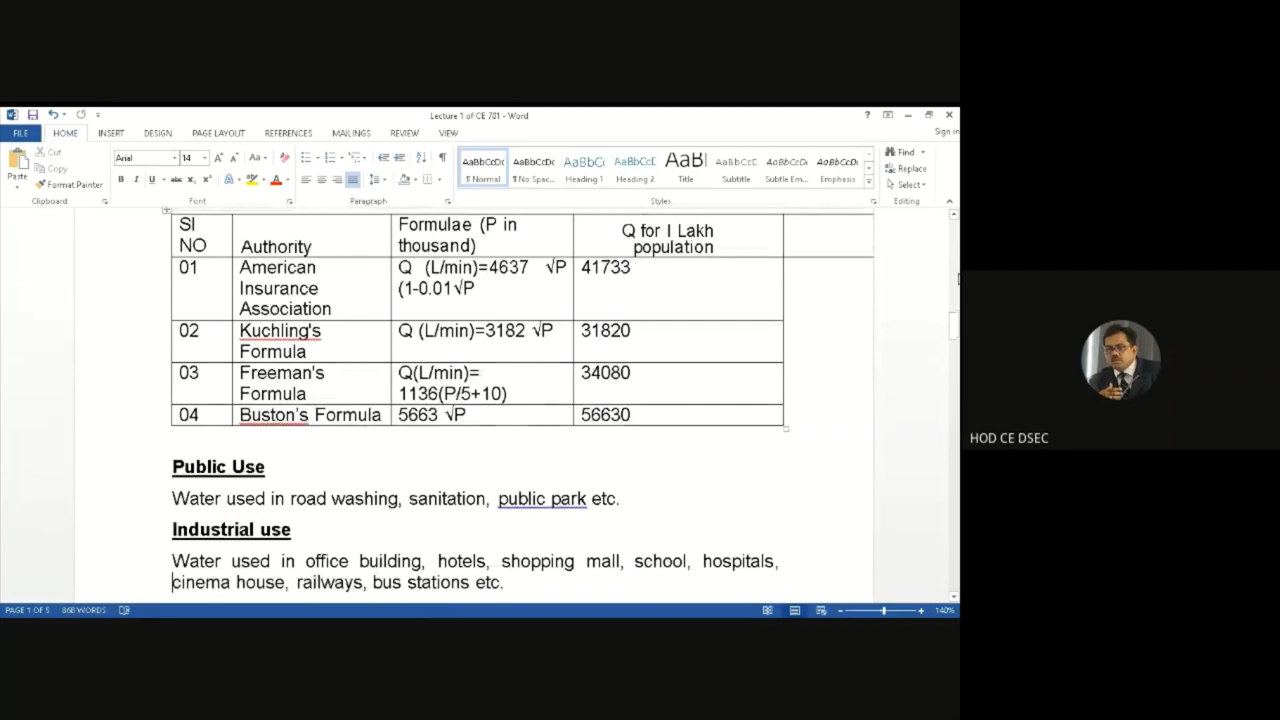 Lecture 1 of CE 701 - Word
FILE HOME INSERT DESIGN PAGE LAYOUT REFERENCES MAILINGS REVIEW VIEW Sign in
Paste
Cut
Copy
Format Painter
Clipboard
Arial 14
Font
Paragraph
AaBbCcDc AaBbCcDc AaBbC AaBbCcE AaB AaBbCcC AaBbCcDc AaBbCcDc
¶ Normal ¶ No Spac... Heading 1 Heading 2 Title Subtitle Subtle Em... Emphasis
Styles
Find
Replace
Select
Editing
SI NO
Authority
Formulae (P in thousand)
Q for I Lakh population
01
American Insurance Association
Q (L/min)=4637 √P (1-0.01√P
41733
02
Kuchling's Formula
Q (L/min)=3182 √P
31820
03
Freeman's Formula
Q(L/min)= 1136(P/5+10)
34080
04
Buston's Formula
5663 √P
56630
Public Use
Water used in road washing, sanitation, public park etc.
Industrial use
Water used in office building, hotels, shopping mall, school, hospitals,
cinema house, railways, bus stations etc.
PAGE 1 OF 5 868 WORDS 140%
HOD CE DSEC